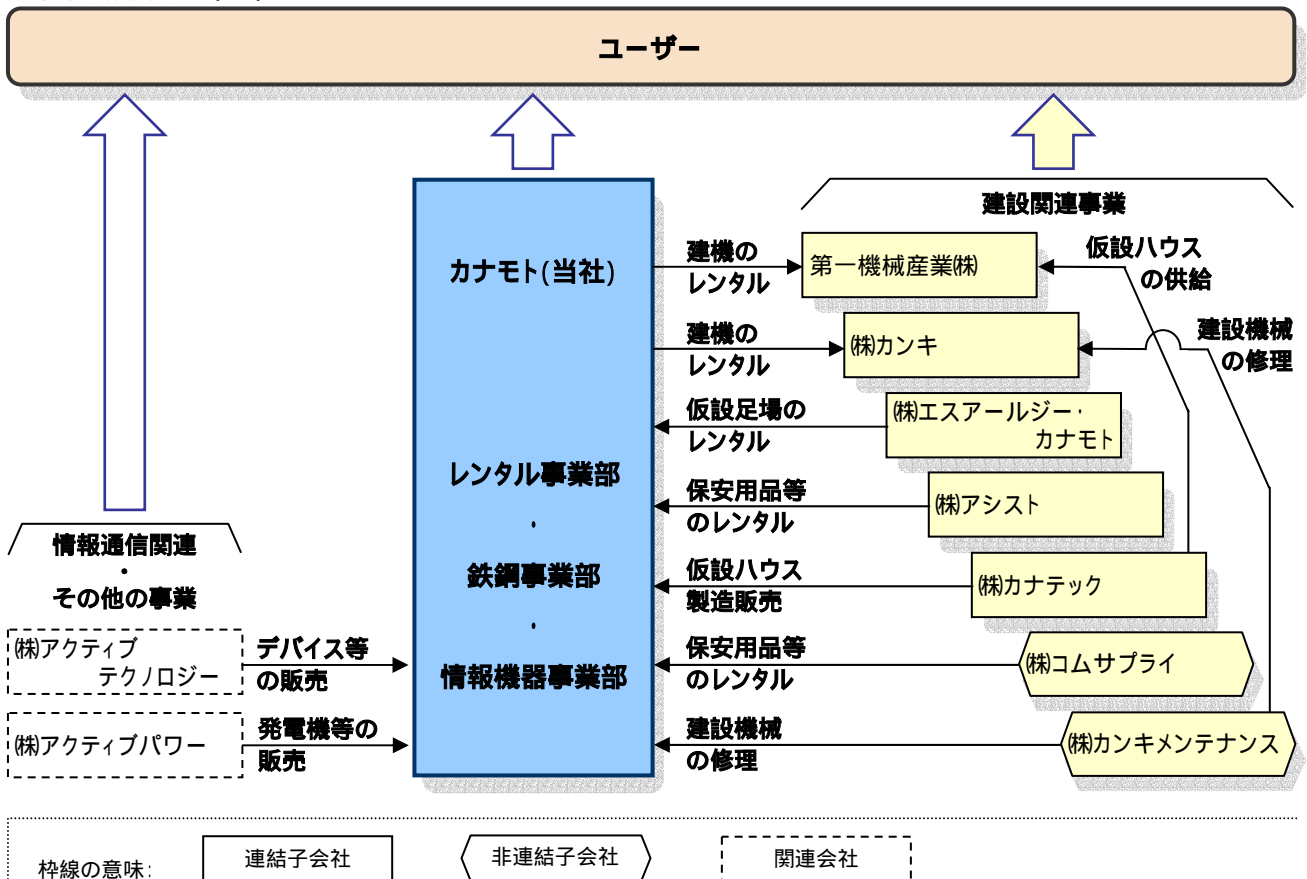 ユーザー
建設関連事業
カナモト(当社)
レンタル事業部
・
鉄鋼事業部
・
情報機器事業部
建機の
レンタル
第一機械産業㈱
仮設ハウス
の供給
建機の
レンタル
㈱カンキ
建設機械
の修理
仮設足場の
レンタル
㈱エスアールジー・
カナモト
保安用品等
のレンタル
㈱アシスト
仮設ハウス
製造販売
㈱カナテック
保安用品等
のレンタル
㈱コムサプライ
建設機械
の修理
㈱カンキメンテナンス
情報通信関連
・
その他の事業
㈱アクティブ
テクノロジー
デバイス等
の販売
㈱アクティブパワー
発電機等の
販売
枠線の意味:
連結子会社
非連結子会社
関連会社